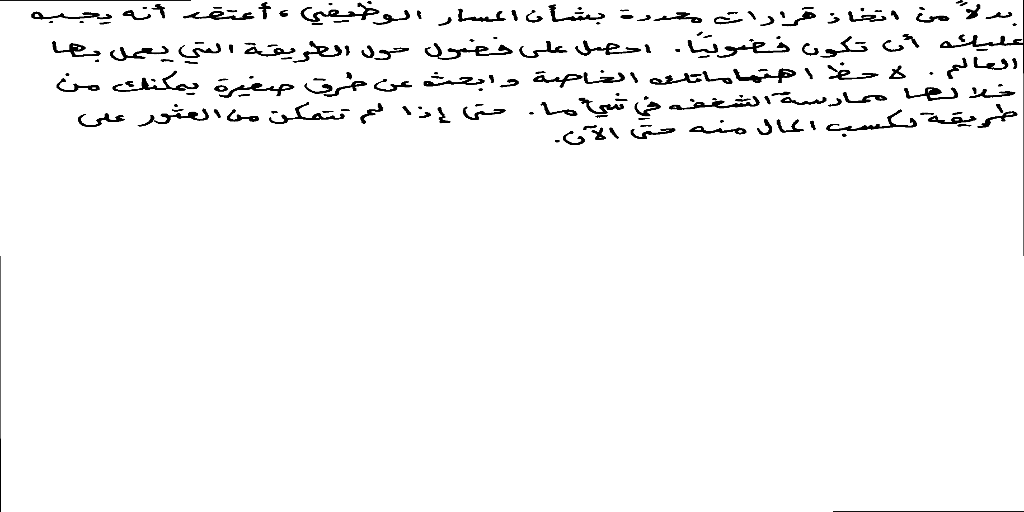 بدلاً من اتخاذ قرارات محددة بشأن المسار الوظيفي، أعتقد أنه يجب
عليك أن تكون فضوليًا. احصل على فضول حول الطريقة التي يعمل بها
العالم. لاحظ اهتماماتك الخاصة وابحث عن طرق صغيرة يمكنك من
خلالها ممارسة الشغف في شيء ما. حتى إذا لم تتمكن من العثور على
طريقة لكسب المال منه حتى الآن.